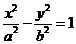 x²/a² − y²/b² = 1